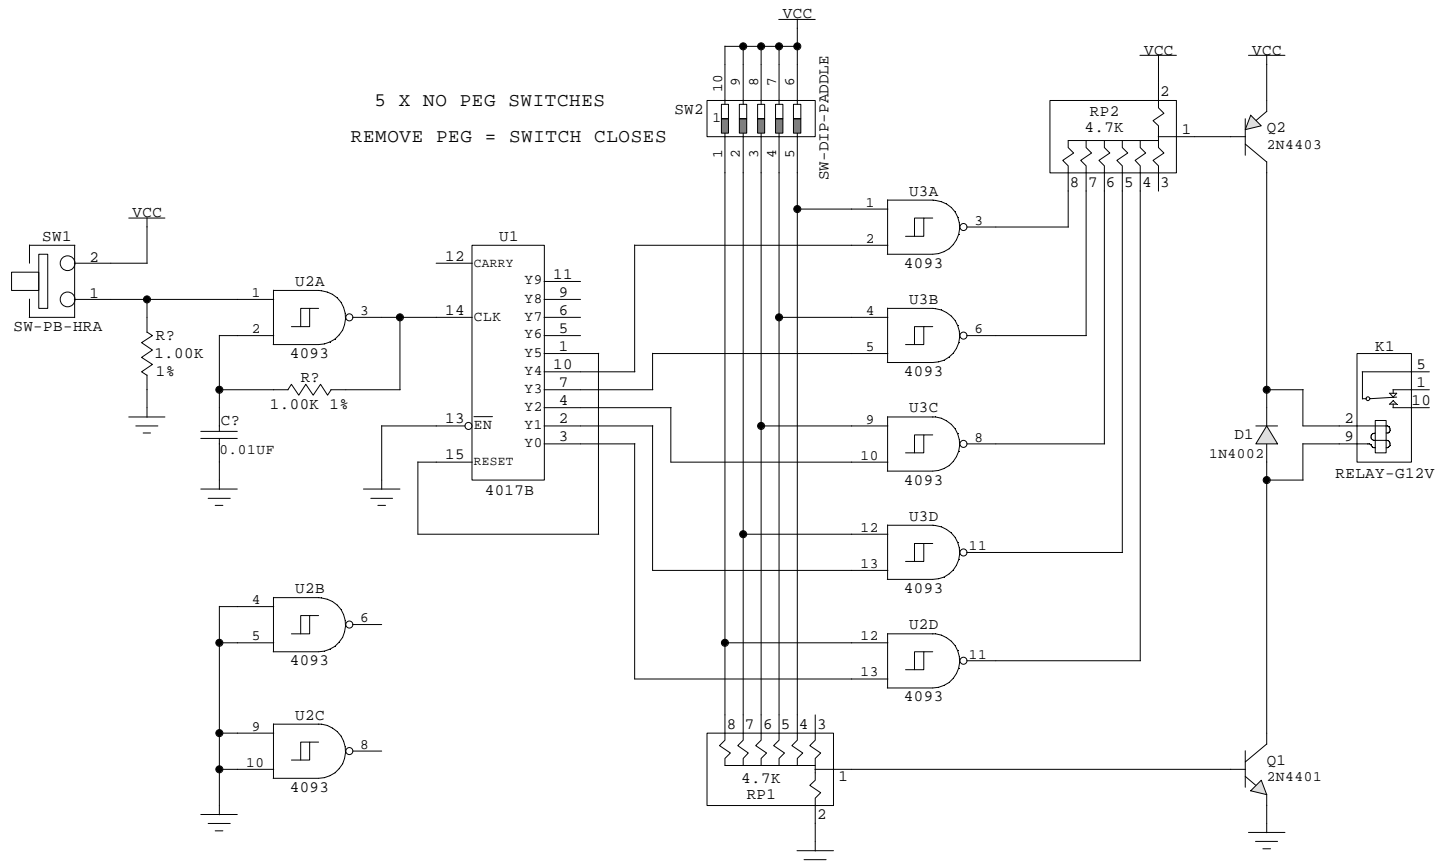 VCC
10
9
8
7
6
SW-DIP-PADDLE
5 X NO PEG SWITCHES
REMOVE PEG = SWITCH CLOSES
SW2
1
1
2
3
4
5
VCC
2
RP2
4.7K
1
8
7
6
5
4
3
VCC
Q2
2N4403
VCC
SW1
2
1
SW-PB-HRA
R?
1.00K
1%
U2A
1
2
3
4093
R?
1.00K 1%
C?
0.01UF
U1
12
CARRY
14
CLK
13
EN
15
RESET
Y9
11
Y8
9
Y7
6
Y6
5
Y5
1
Y4
10
Y3
7
Y2
4
Y1
2
Y0
3
4017B
U3A
1
2
3
4093
U3B
4
5
6
4093
U3C
9
10
8
4093
U3D
12
13
11
4093
U2D
12
13
11
4093
K1
5
1
10
2
9
RELAY-G12V
D1
1N4002
U2B
4
5
6
4093
U2C
9
10
8
4093
8
7
6
5
4
3
4.7K
RP1
1
2
Q1
2N4401